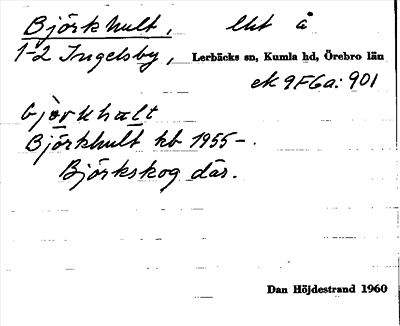 Björkhult, lht å
1-2 Ingelsby, Lerbäcks sn, Kumla hd, Örebro län
ek 9F6a: 901
Björkhult kb 1955-.
Björkskog där.
Dan Höjdestrand 1960